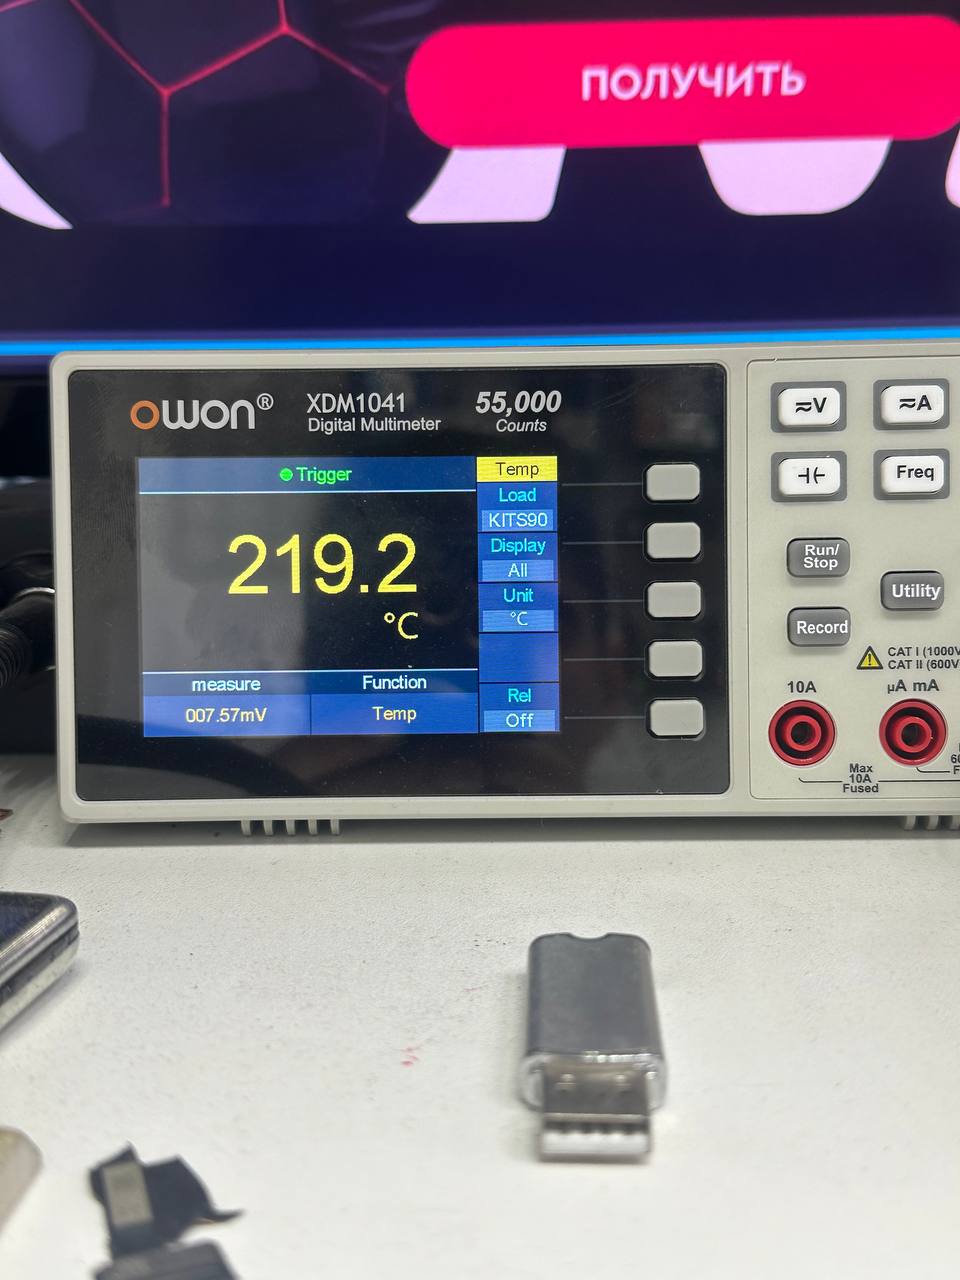 ПОЛУЧИТЬ
owon®
XDM1041
Digital Multimeter
55,000
Counts
Trigger
219.2
°C
measure
Function
007.57mV
Temp
Temp
Load
KITS90
Display
All
Unit
°C
Rel
Off
≂V
≂A
Freq
Run/
Stop
Utility
Record
CAT I (1000V
CAT II (600V
10A
µA mA
Max
10A
Fused